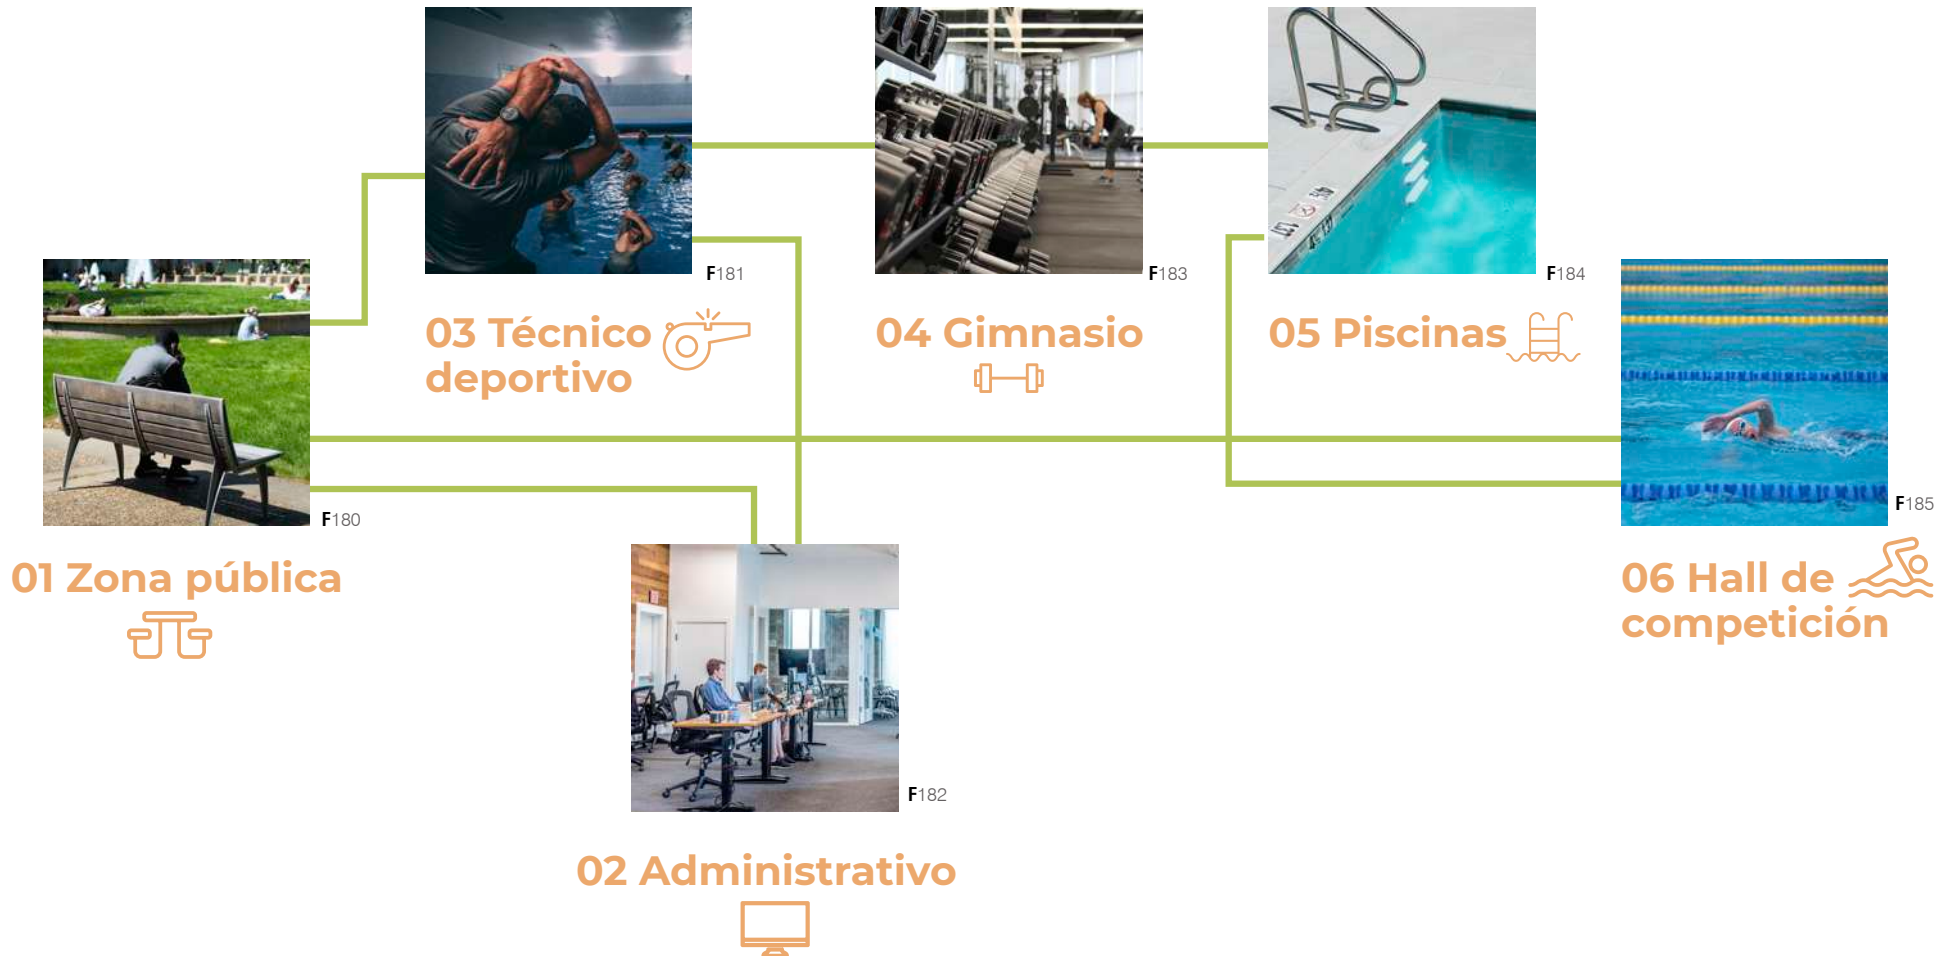 F181
F183
F184
03 Técnico
deportivo
04 Gimnasio
05 Piscinas
F180
F185
01 Zona pública
06 Hall de
competición
F182
02 Administrativo